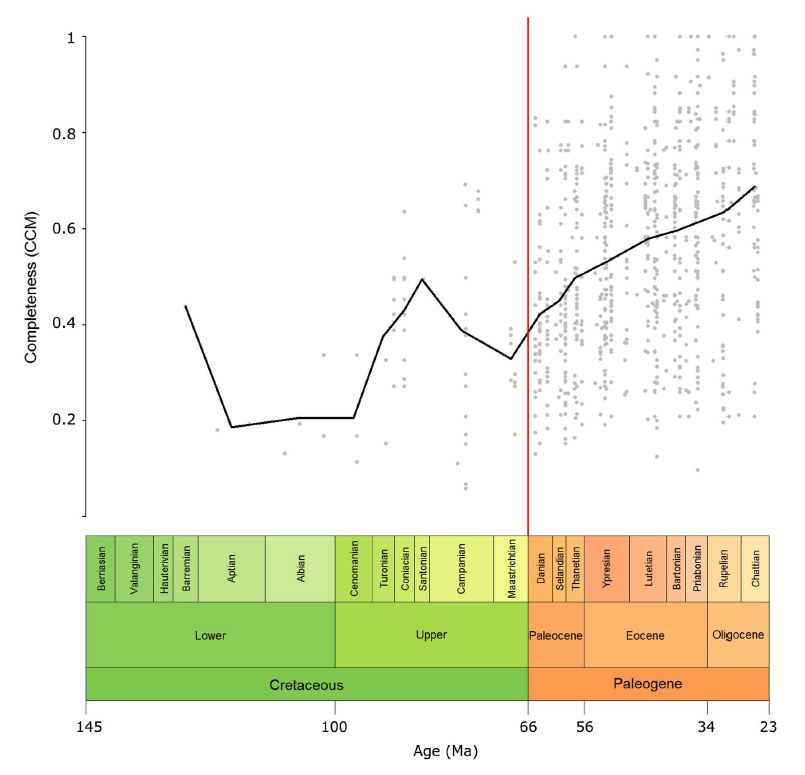 1
0.8
0.6
0.4
0.2
Completeness (CCM)
Berriasian
Valanginian
Hauterivian
Barremian
Aptian
Albian
Cenomanian
Turonian
Coniacian
Santonian
Campanian
Maastrichtian
Danian
Selandian
Thanetian
Ypresian
Lutetian
Bartonian
Priabonian
Rupelian
Chattian
Lower
Upper
Paleocene
Eocene
Oligocene
Cretaceous
Paleogene
145
100
66
56
34
23
Age (Ma)